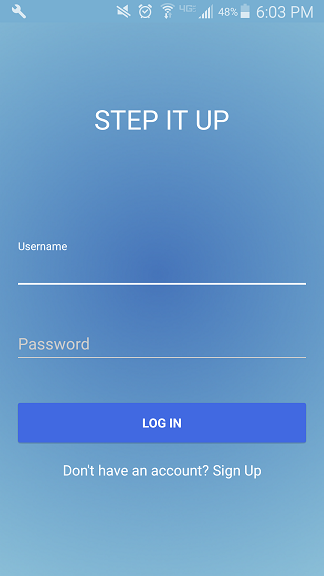 4G 48% 6:03 PM
STEP IT UP
Username
Password
LOG IN
Don't have an account? Sign Up